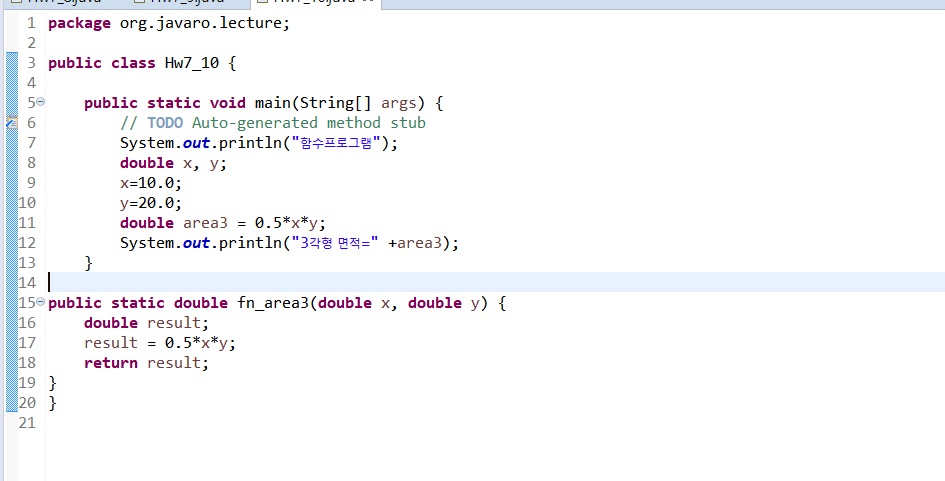 1 package org.javaro.lecture;
2
3 public class Hw7_10 {
4
5 public static void main(String[] args) {
6 // TODO Auto-generated method stub
7 System.out.println("함수프로그램");
8 double x, y;
9 x=10.0;
10 y=20.0;
11 double area3 = 0.5*x*y;
12 System.out.println("3각형 면적=" +area3);
13 }
14
15 public static double fn_area3(double x, double y) {
16 double result;
17 result = 0.5*x*y;
18 return result;
19 }
20 }
21